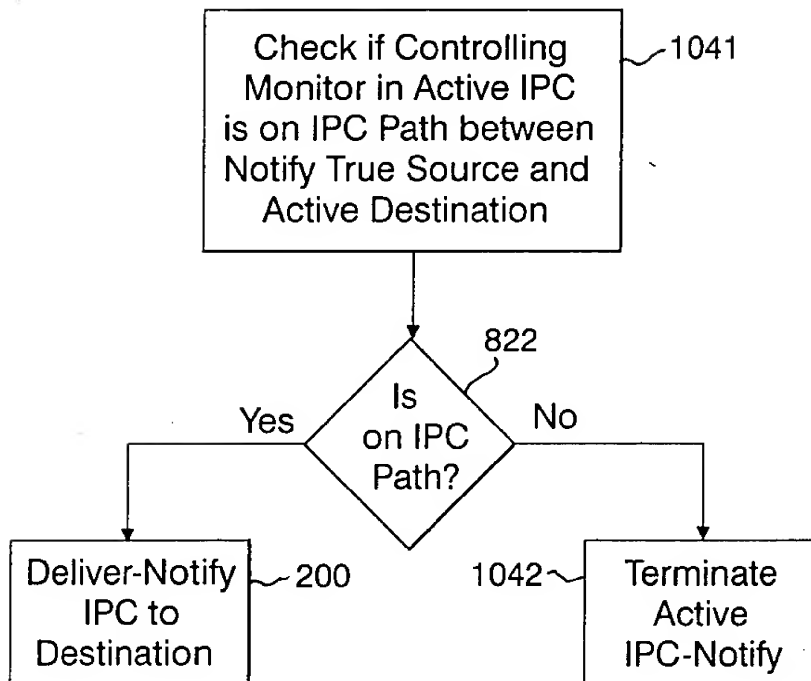 Check if Controlling
Monitor in Active IPC
is on IPC Path between
Notify True Source and
Active Destination
1041
822
Is
on IPC
Path?
Yes
No
Deliver-Notify
IPC to
Destination
200
1042
Terminate
Active
IPC-Notify